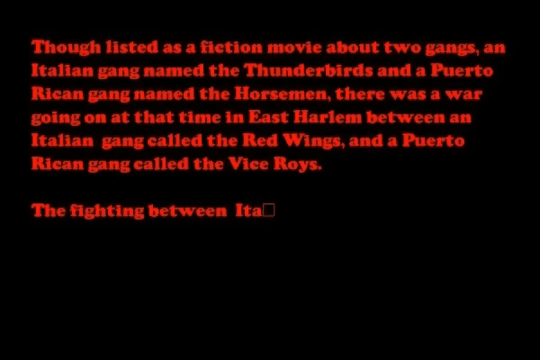 Though listed as a fiction movie about two gangs, an
Italian gang named the Thunderbirds and a Puerto
Rican gang named the Horsemen, there was a war
going on at that time in East Harlem between an
Italian  gang called the Red Wings, and a Puerto
Rican gang called the Vice Roys.
The fighting between  Ita